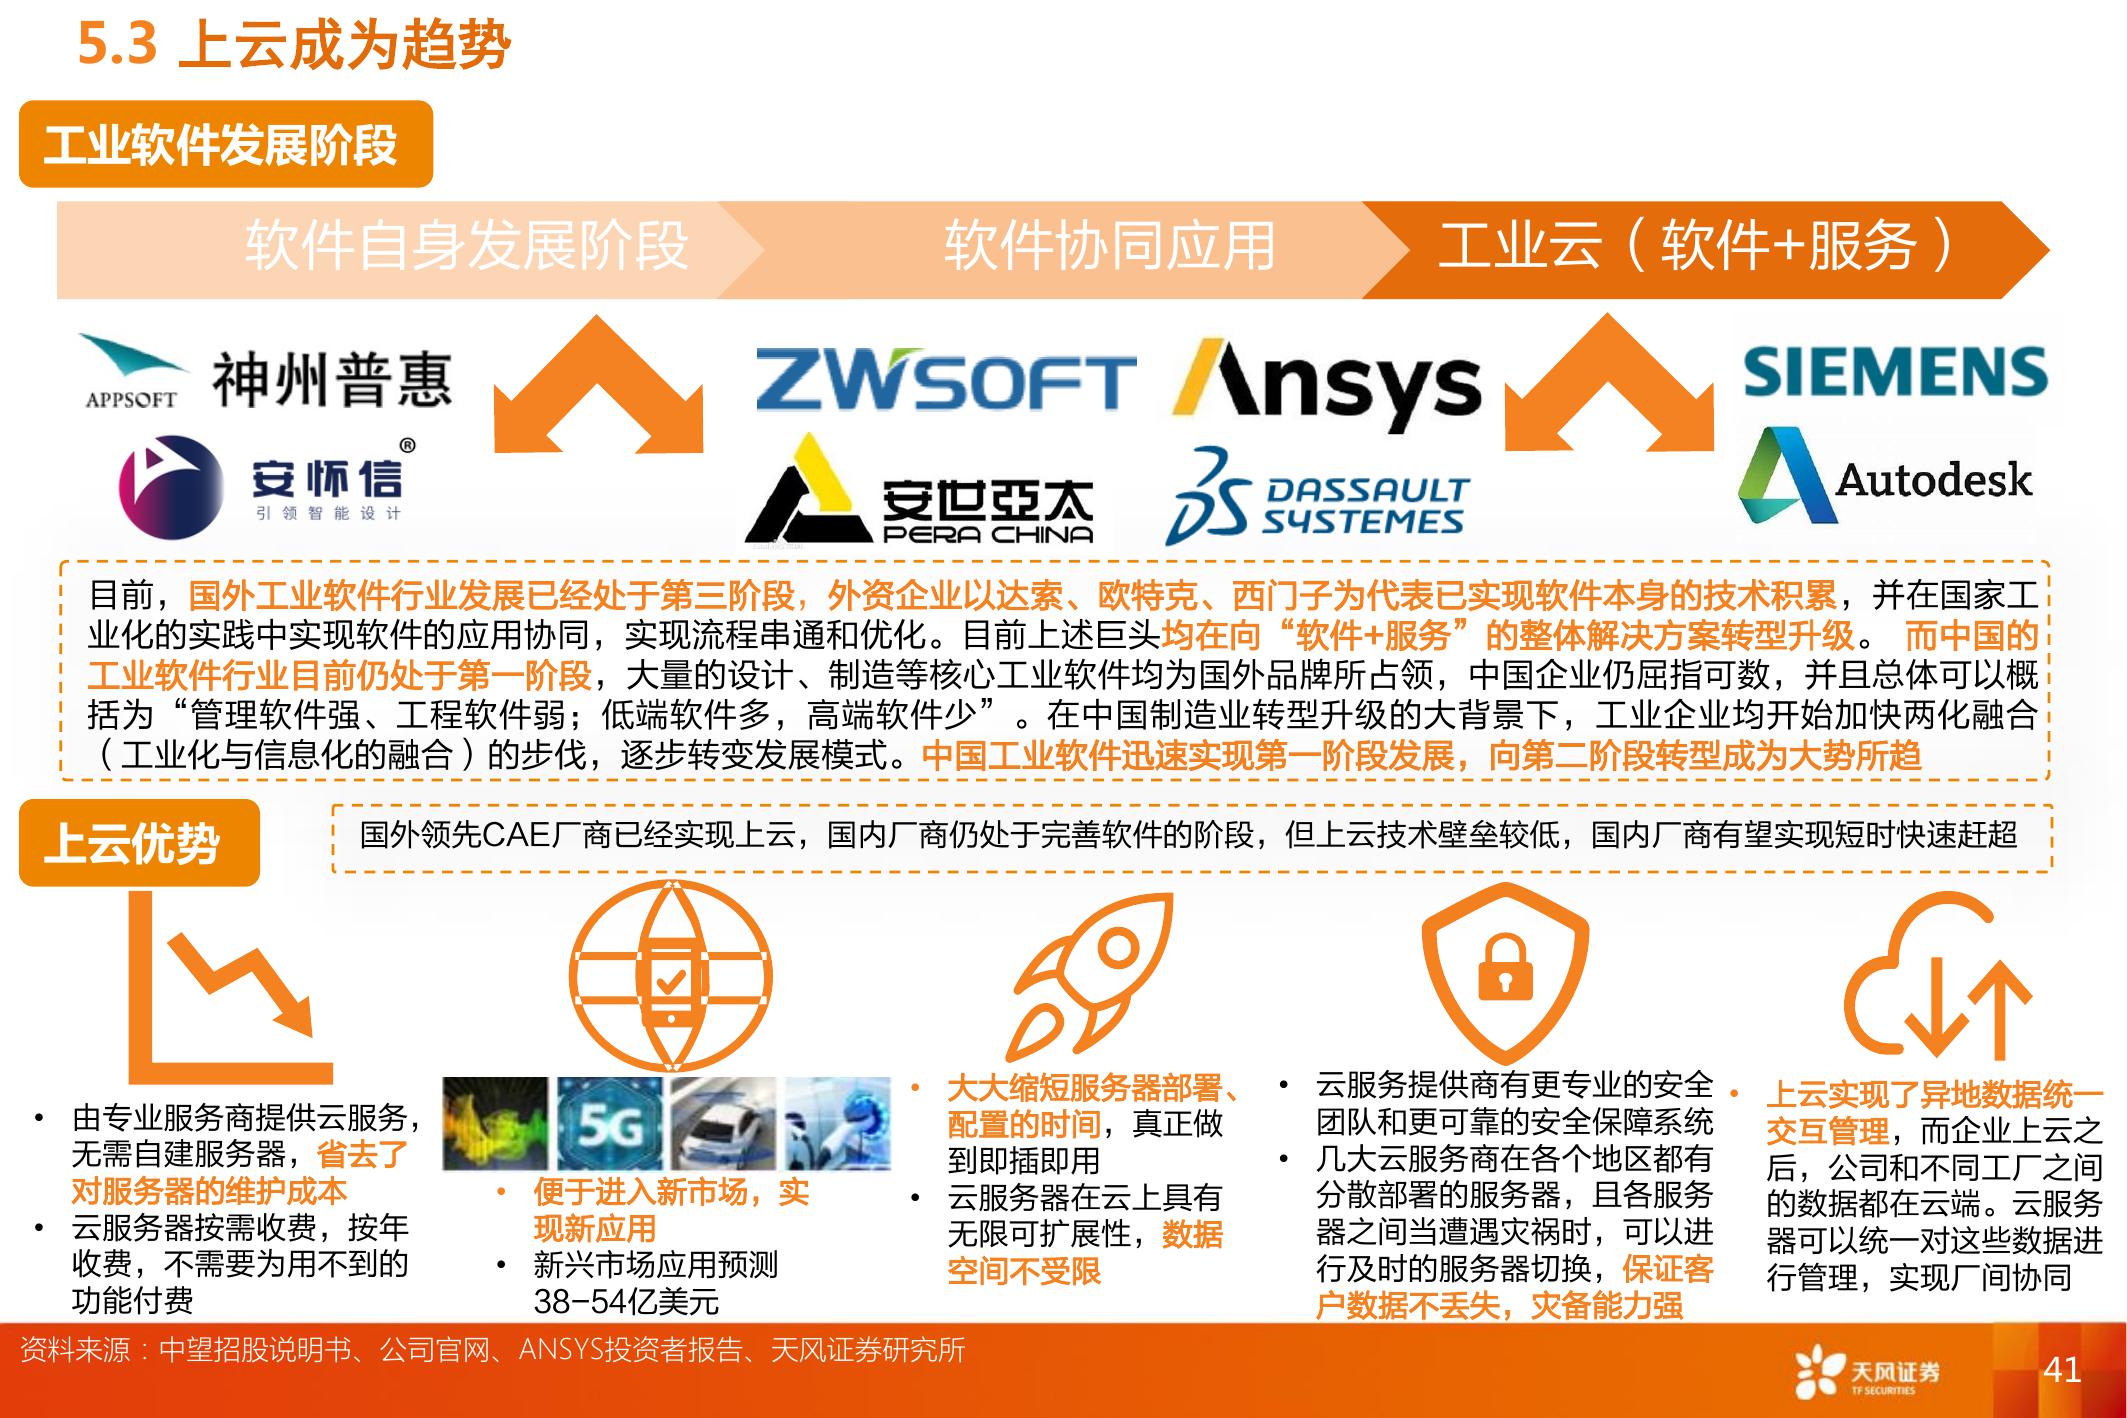 5.3 上云成为趋势
工业软件发展阶段
软件自身发展阶段
软件协同应用
工业云（软件+服务）
APPSOFT
神州普惠
ZWSOFT
Ansys
SIEMENS
安怀信®
引领智能设计
安世亞太
PERA CHINA
DASSAULT
SYSTEMES
Autodesk
目前，国外工业软件行业发展已经处于第三阶段，外资企业以达索、欧特克、西门子为代表已实现软件本身的技术积累，并在国家工
业化的实践中实现软件的应用协同，实现流程串通和优化。目前上述巨头均在向“软件+服务”的整体解决方案转型升级。 而中国的
工业软件行业目前仍处于第一阶段，大量的设计、制造等核心工业软件均为国外品牌所占领，中国企业仍屈指可数，并且总体可以概
括为“管理软件强、工程软件弱；低端软件多，高端软件少”。在中国制造业转型升级的大背景下，工业企业均开始加快两化融合
（工业化与信息化的融合）的步伐，逐步转变发展模式。中国工业软件迅速实现第一阶段发展，向第二阶段转型成为大势所趋
上云优势
国外领先CAE厂商已经实现上云，国内厂商仍处于完善软件的阶段，但上云技术壁垒较低，国内厂商有望实现短时快速赶超
• 由专业服务商提供云服务，
无需自建服务器，省去了
对服务器的维护成本
• 云服务器按需收费，按年
收费，不需要为用不到的
功能付费
5G
• 便于进入新市场，实
现新应用
• 新兴市场应用预测
38-54亿美元
• 大大缩短服务器部署、
配置的时间，真正做
到即插即用
• 云服务器在云上具有
无限可扩展性，数据
空间不受限
• 云服务提供商有更专业的安全
团队和更可靠的安全保障系统
• 几大云服务商在各个地区都有
分散部署的服务器，且各服务
器之间当遭遇灾祸时，可以进
行及时的服务器切换，保证客
户数据不丢失，灾备能力强
• 上云实现了异地数据统一
交互管理，而企业上云之
后，公司和不同工厂之间
的数据都在云端。云服务
器可以统一对这些数据进
行管理，实现厂间协同
资料来源：中望招股说明书、公司官网、ANSYS投资者报告、天风证券研究所
天风证券
TF SECURITIES
41